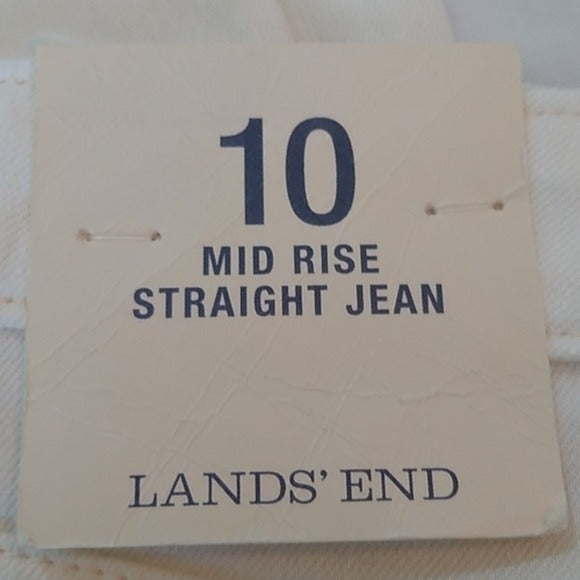 10
MID RISE
STRAIGHT JEAN
LANDS' END